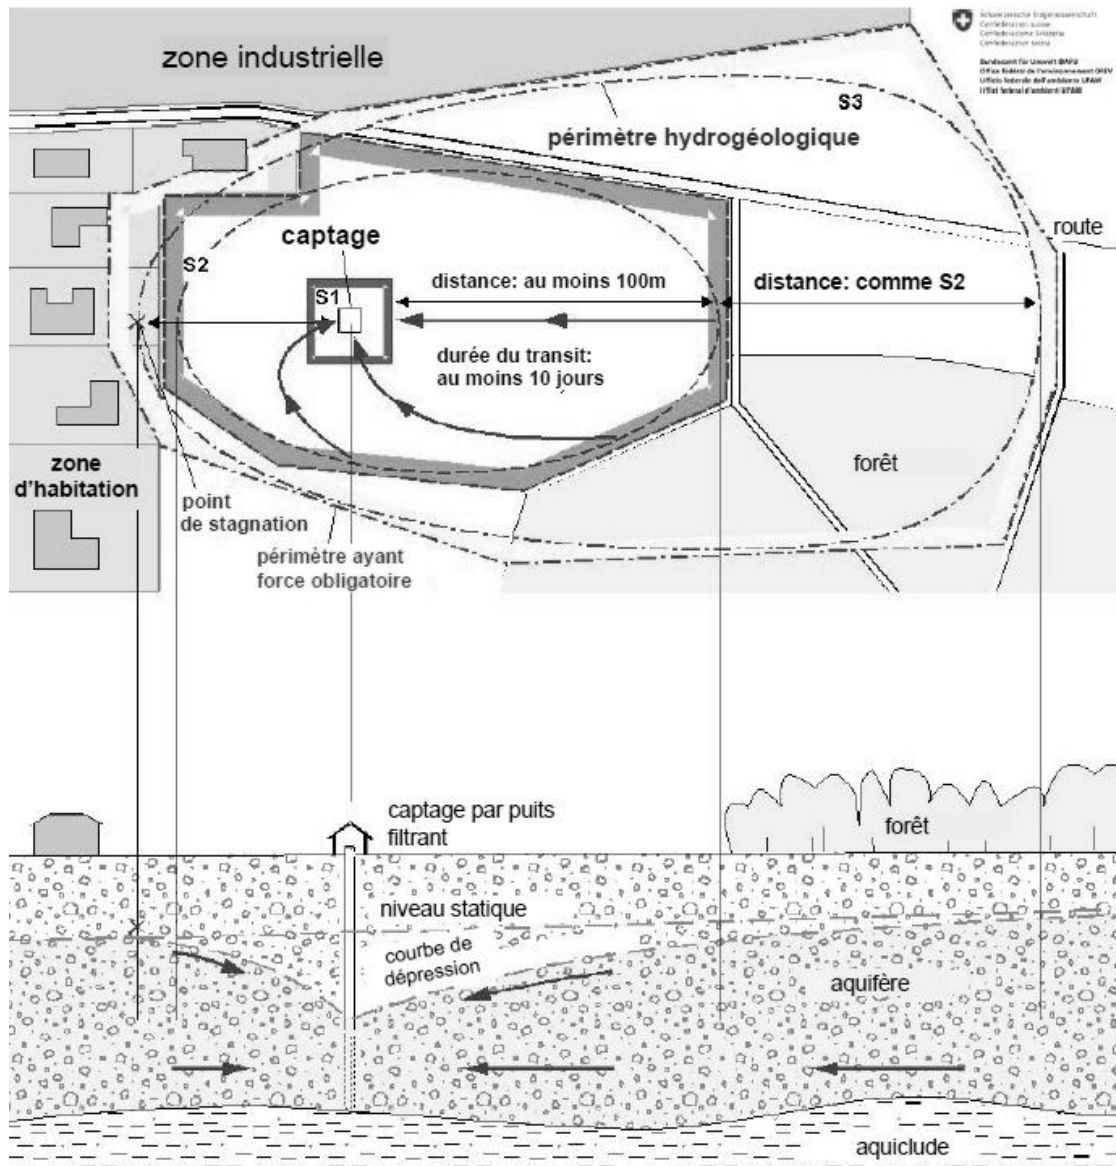 Schweizerische Eidgenossenschaft
Confédération suisse
Confederazione Svizzera
Confederaziun svizra
Bundesamt für Umwelt BAFU
Office fédéral de l'environnement OFEV
Ufficio federale dell'ambiente UFAM
Uffizi federal d'ambient UFAM
zone industrielle
S3
périmètre hydrogéologique
route
captage
S2
S1
distance: au moins 100m
distance: comme S2
durée du transit:
au moins 10 jours
forêt
zone
d'habitation
point
de stagnation
périmètre ayant
force obligatoire
captage par puits
filtrant
forêt
niveau statique
courbe de
dépression
aquifère
aquiclude